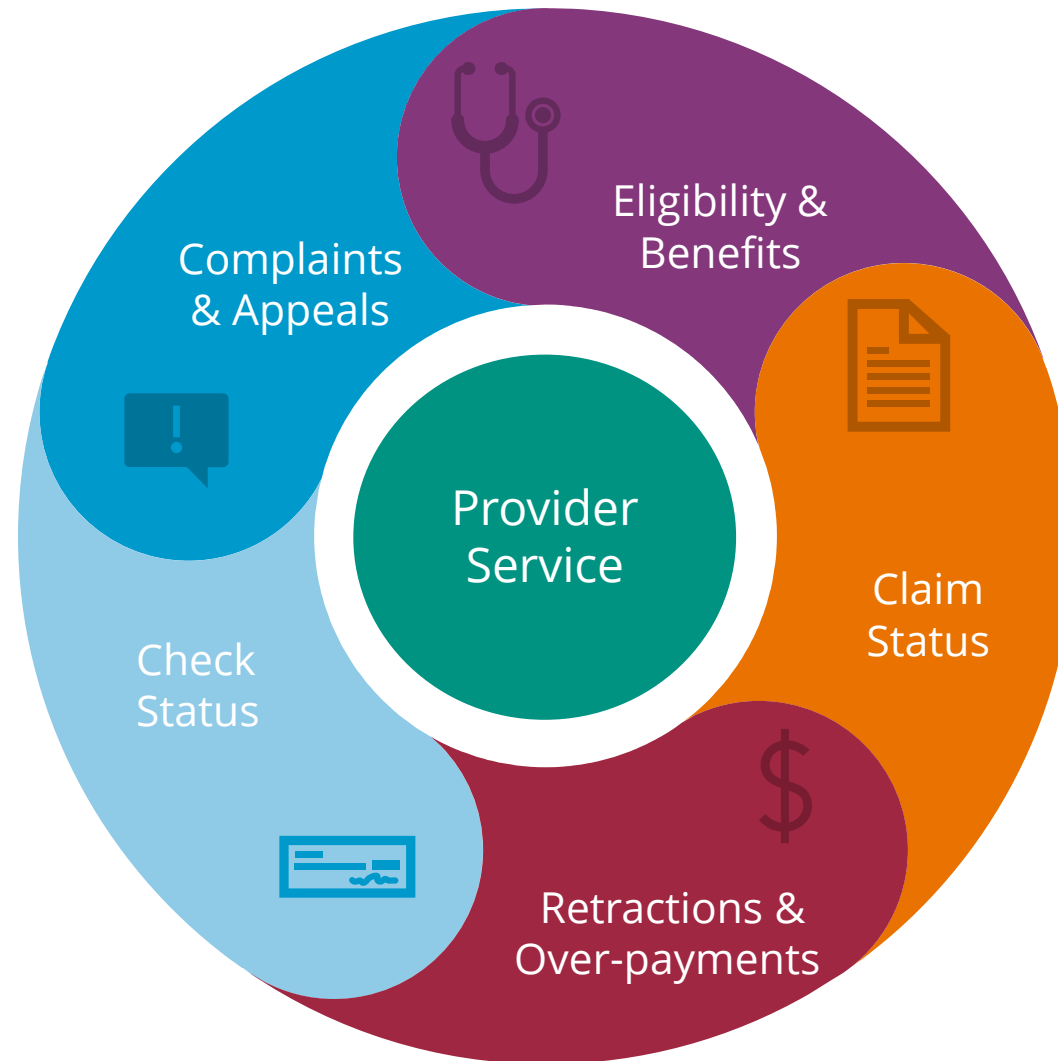 Eligibility &
Benefits
Complaints
& Appeals
Provider
Service
Claim
Status
Check
Status
Retractions &
Over-payments